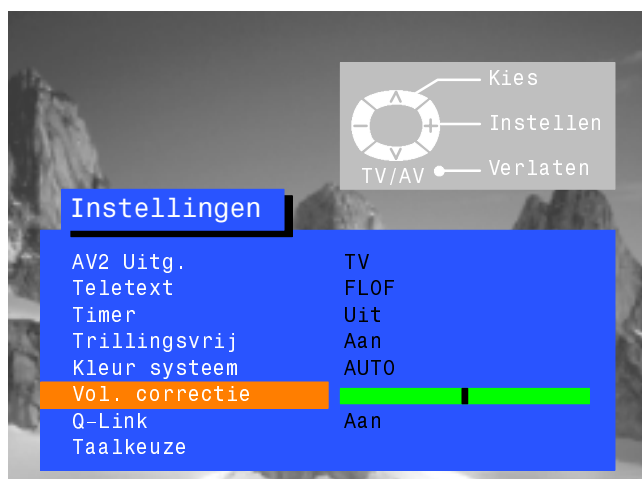 Kies
Instellen
TV/AV Verlaten
Instellingen
AV2 Uitg. TV
Teletext FLOF
Timer Uit
Trillingsvrij Aan
Kleur systeem AUTO
Vol. correctie
Q-Link Aan
Taalkeuze